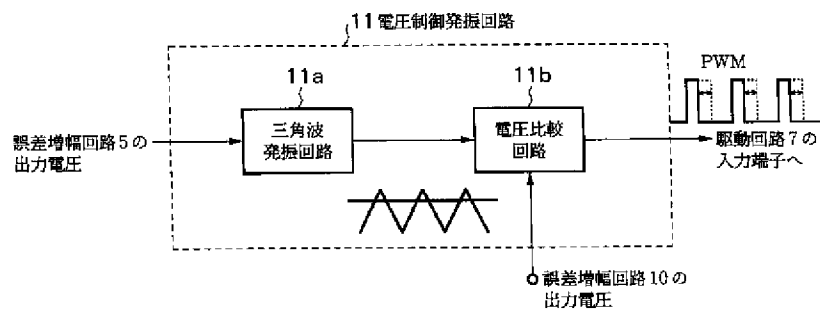 11電圧制御発振回路
PWM
11a
11b
三角波
発振回路
電圧比較
回路
誤差増幅回路5の
出力電圧
駆動回路7の
入力端子へ
誤差増幅回路10の
出力電圧